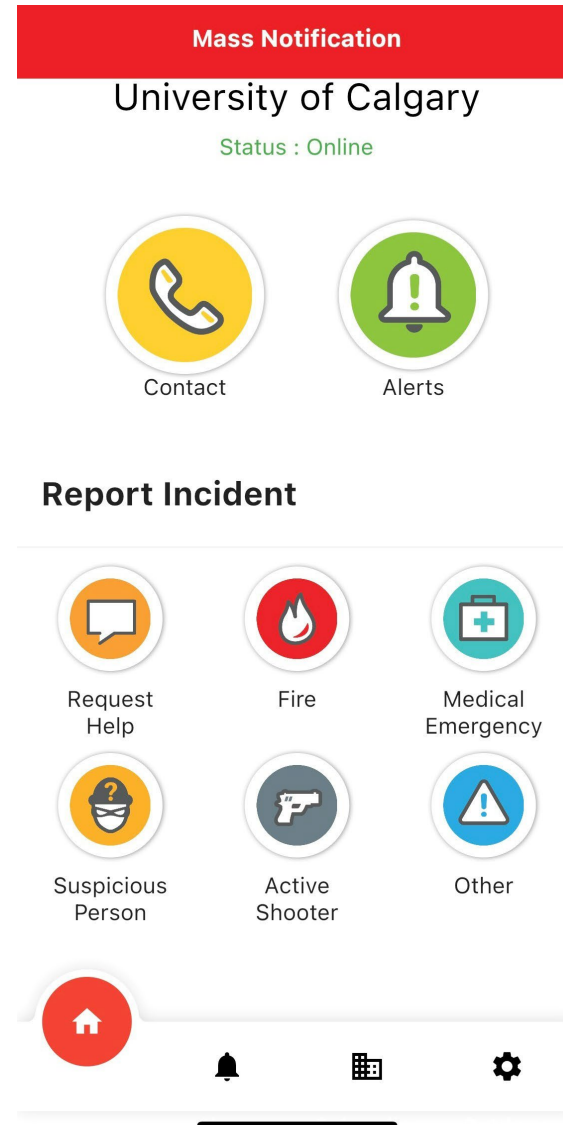 Mass Notification
University of Calgary
Status : Online
Contact
Alerts
Report Incident
Request
Help
Fire
Medical
Emergency
?
Suspicious
Person
Active
Shooter
Other